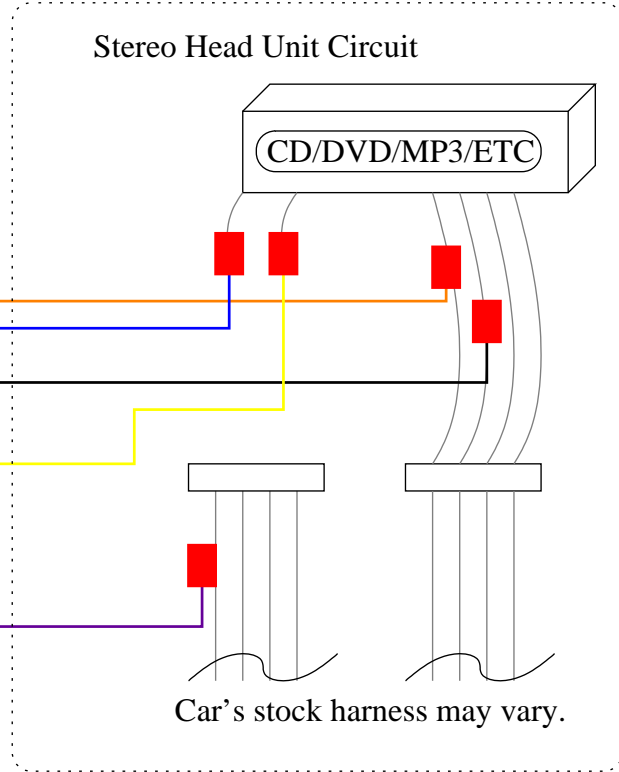 Stereo Head Unit Circuit
CD/DVD/MP3/ETC
Car's stock harness may vary.